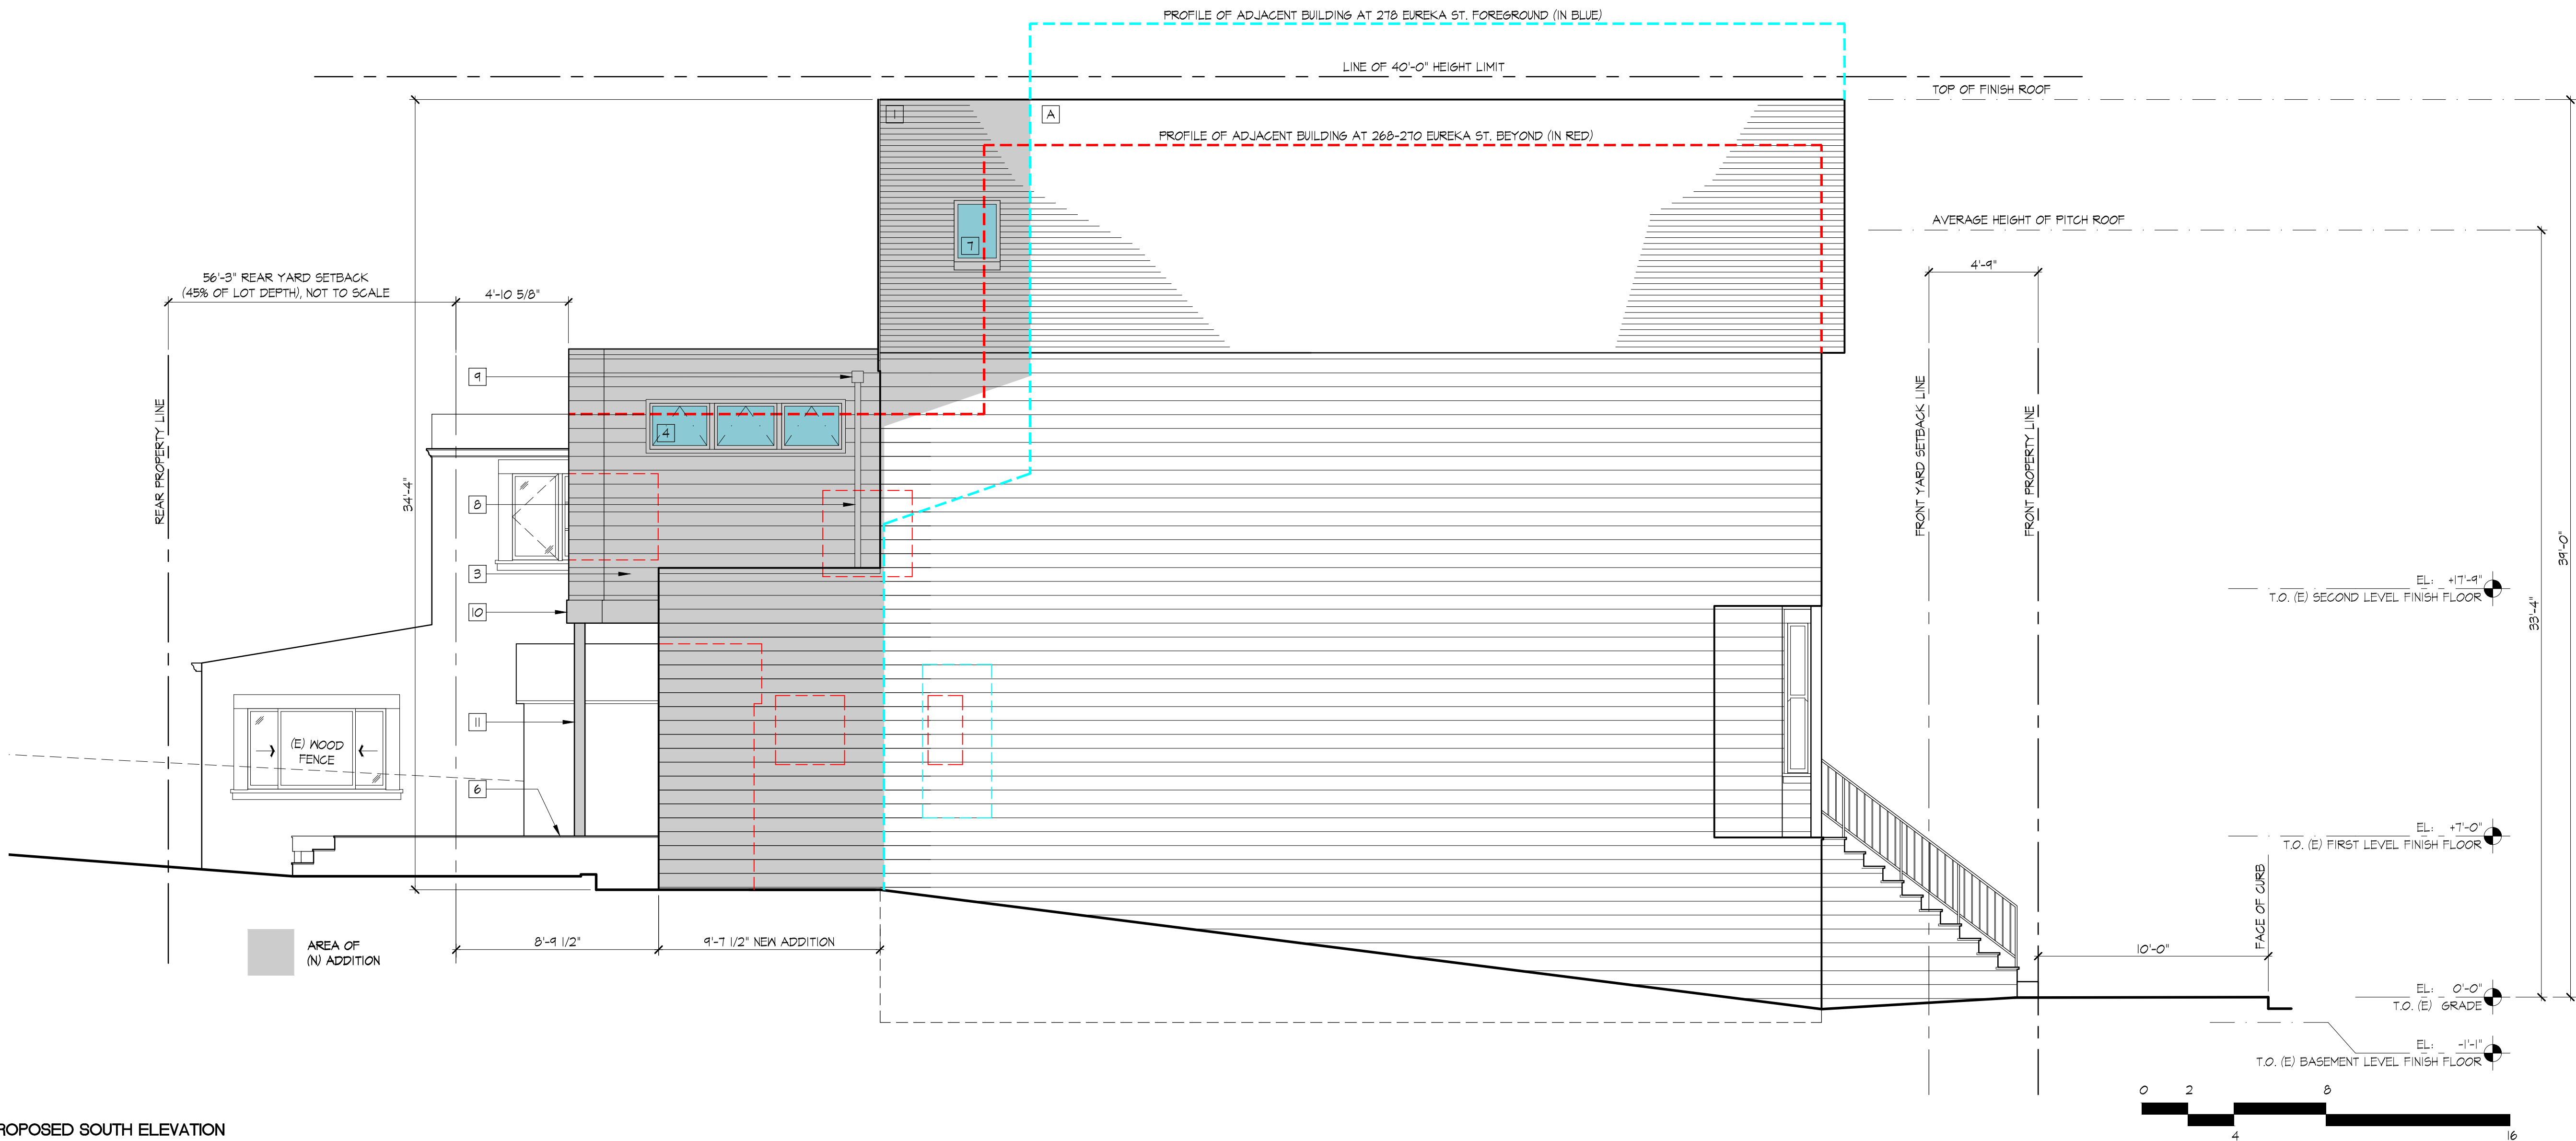 PROFILE OF ADJACENT BUILDING AT 278 EUREKA ST. FOREGROUND (IN BLUE)
LINE OF 40'-0" HEIGHT LIMIT
TOP OF FINISH ROOF
1
A
PROFILE OF ADJACENT BUILDING AT 268-270 EUREKA ST. BEYOND (IN RED)
AVERAGE HEIGHT OF PITCH ROOF
7
4'-9"
56'-3" REAR YARD SETBACK
(45% OF LOT DEPTH), NOT TO SCALE
4'-10 5/8"
9
4
8
3
10
11
6
REAR PROPERTY LINE
34'-4"
FRONT YARD SETBACK LINE
FRONT PROPERTY LINE
39'-0"
33'-4"
EL: +17'-9"
T.O. (E) SECOND LEVEL FINISH FLOOR
(E) WOOD
FENCE
EL: +7'-0"
T.O. (E) FIRST LEVEL FINISH FLOOR
FACE OF CURB
AREA OF
(N) ADDITION
8'-9 1/2"
9'-7 1/2" NEW ADDITION
10'-0"
EL: 0'-0"
T.O. (E) GRADE
EL: -1'-1"
T.O. (E) BASEMENT LEVEL FINISH FLOOR
0 2 8
4 16
ROPOSED SOUTH ELEVATION